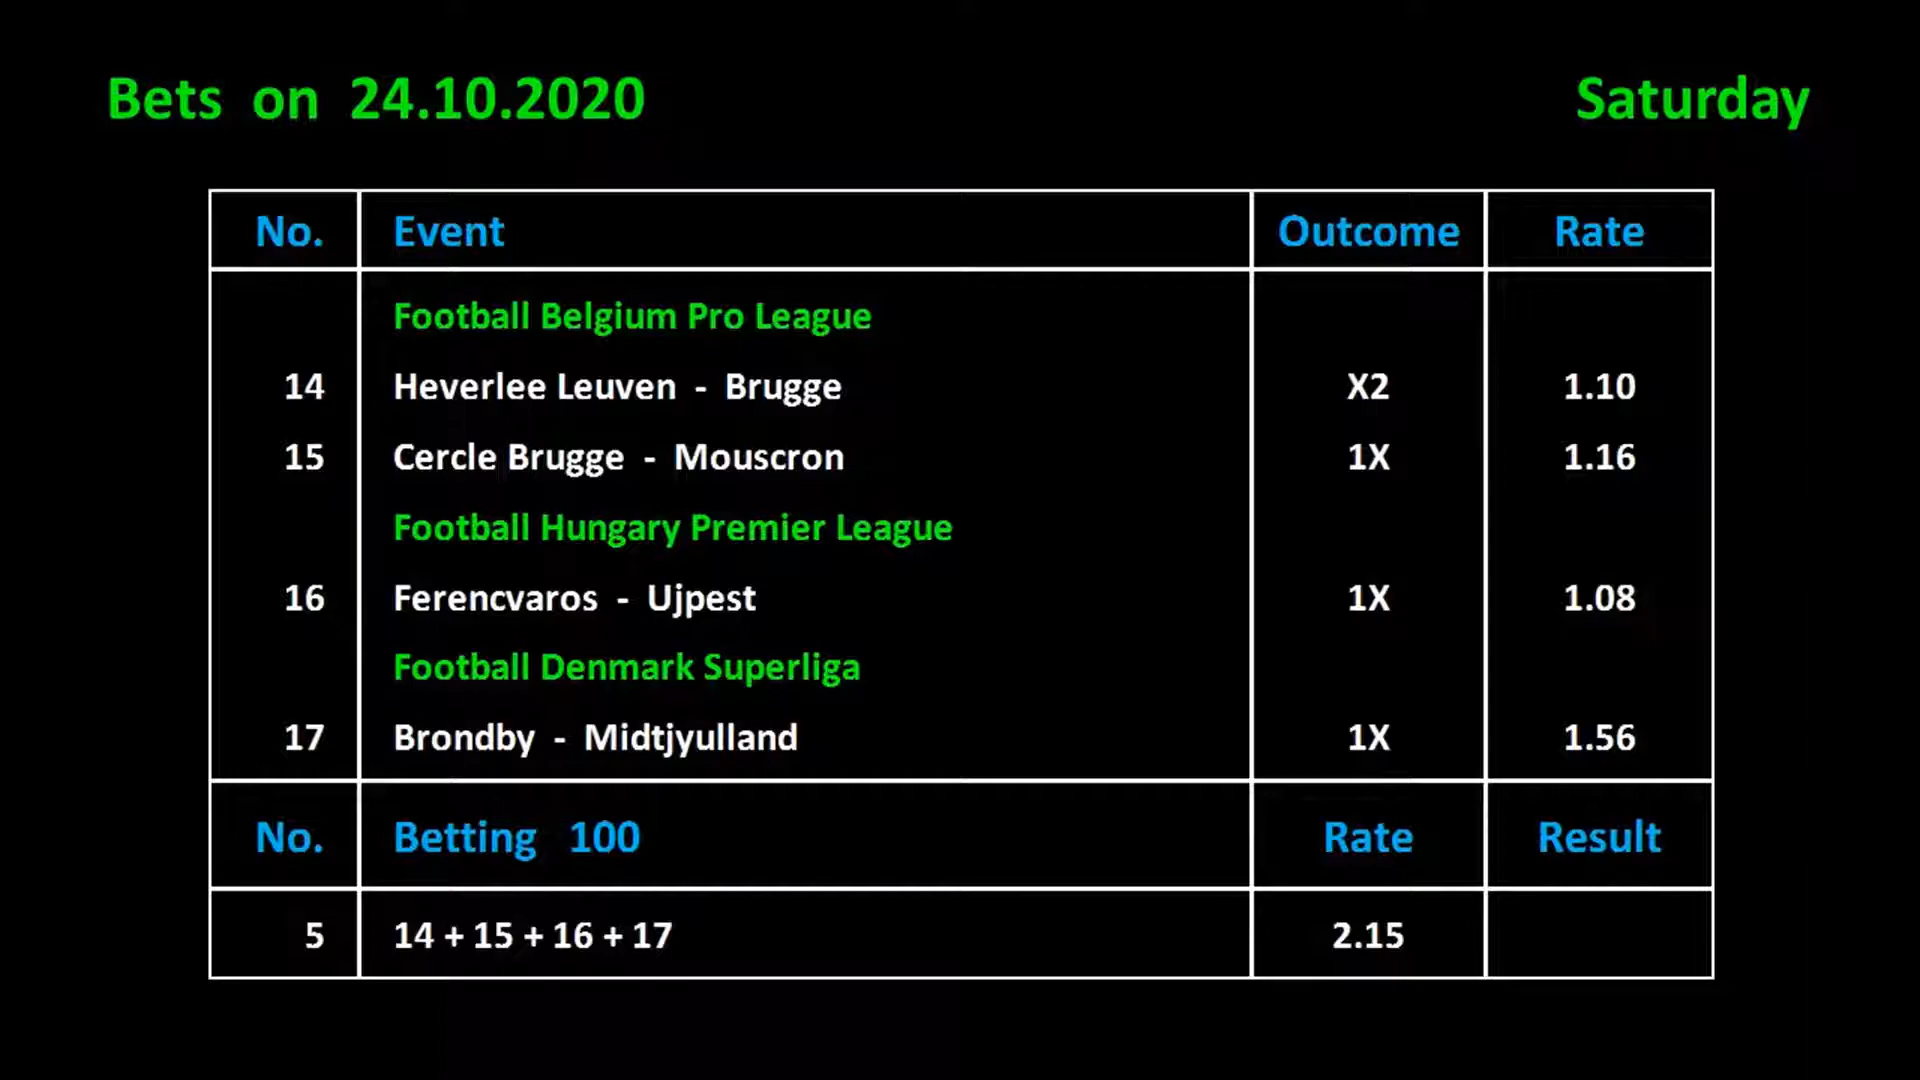 Bets on 24.10.2020 Saturday
No. Event Outcome Rate
Football Belgium Pro League
14 Heverlee Leuven - Brugge X2 1.10
15 Cercle Brugge - Mouscron 1X 1.16
Football Hungary Premier League
16 Ferencvaros - Ujpest 1X 1.08
Football Denmark Superliga
17 Brondby - Midtjyulland 1X 1.56
No. Betting 100 Rate Result
5 14 + 15 + 16 + 17 2.15